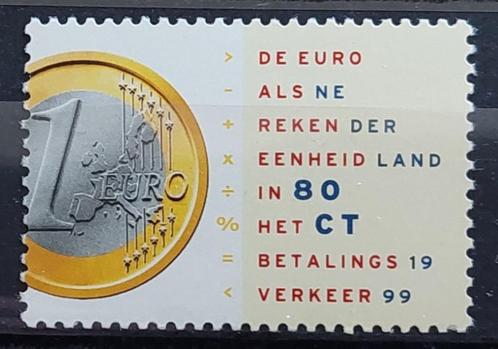 1 EURO
> DE EURO
- ALS NE
+ REKEN DER
x EENHEID LAND
÷ IN 80
% HET CT
= BETALINGS 19
< VERKEER 99